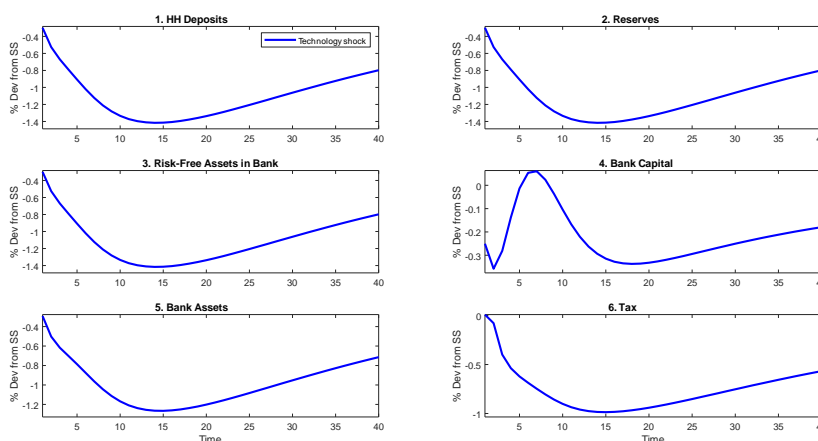 1. HH Deposits
% Dev from SS
-0.4
-0.6
-0.8
-1
-1.2
-1.4
Technology shock
5 10 15 20 25 30 35 40
2. Reserves
% Dev from SS
-0.4
-0.6
-0.8
-1
-1.2
-1.4
5 10 15 20 25 30 35 40
3. Risk-Free Assets in Bank
% Dev from SS
-0.4
-0.6
-0.8
-1
-1.2
-1.4
5 10 15 20 25 30 35 40
4. Bank Capital
% Dev from SS
0
-0.1
-0.2
-0.3
5 10 15 20 25 30 35 40
5. Bank Assets
% Dev from SS
-0.4
-0.6
-0.8
-1
-1.2
5 10 15 20 25 30 35 40
Time
6. Tax
% Dev from SS
0
-0.5
-1
5 10 15 20 25 30 35 40
Time